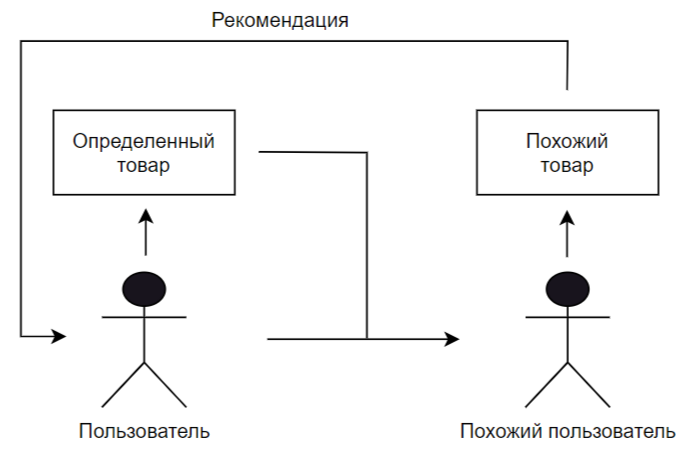 Рекомендация
Определенный
товар
Похожий
товар
Пользователь
Похожий пользователь